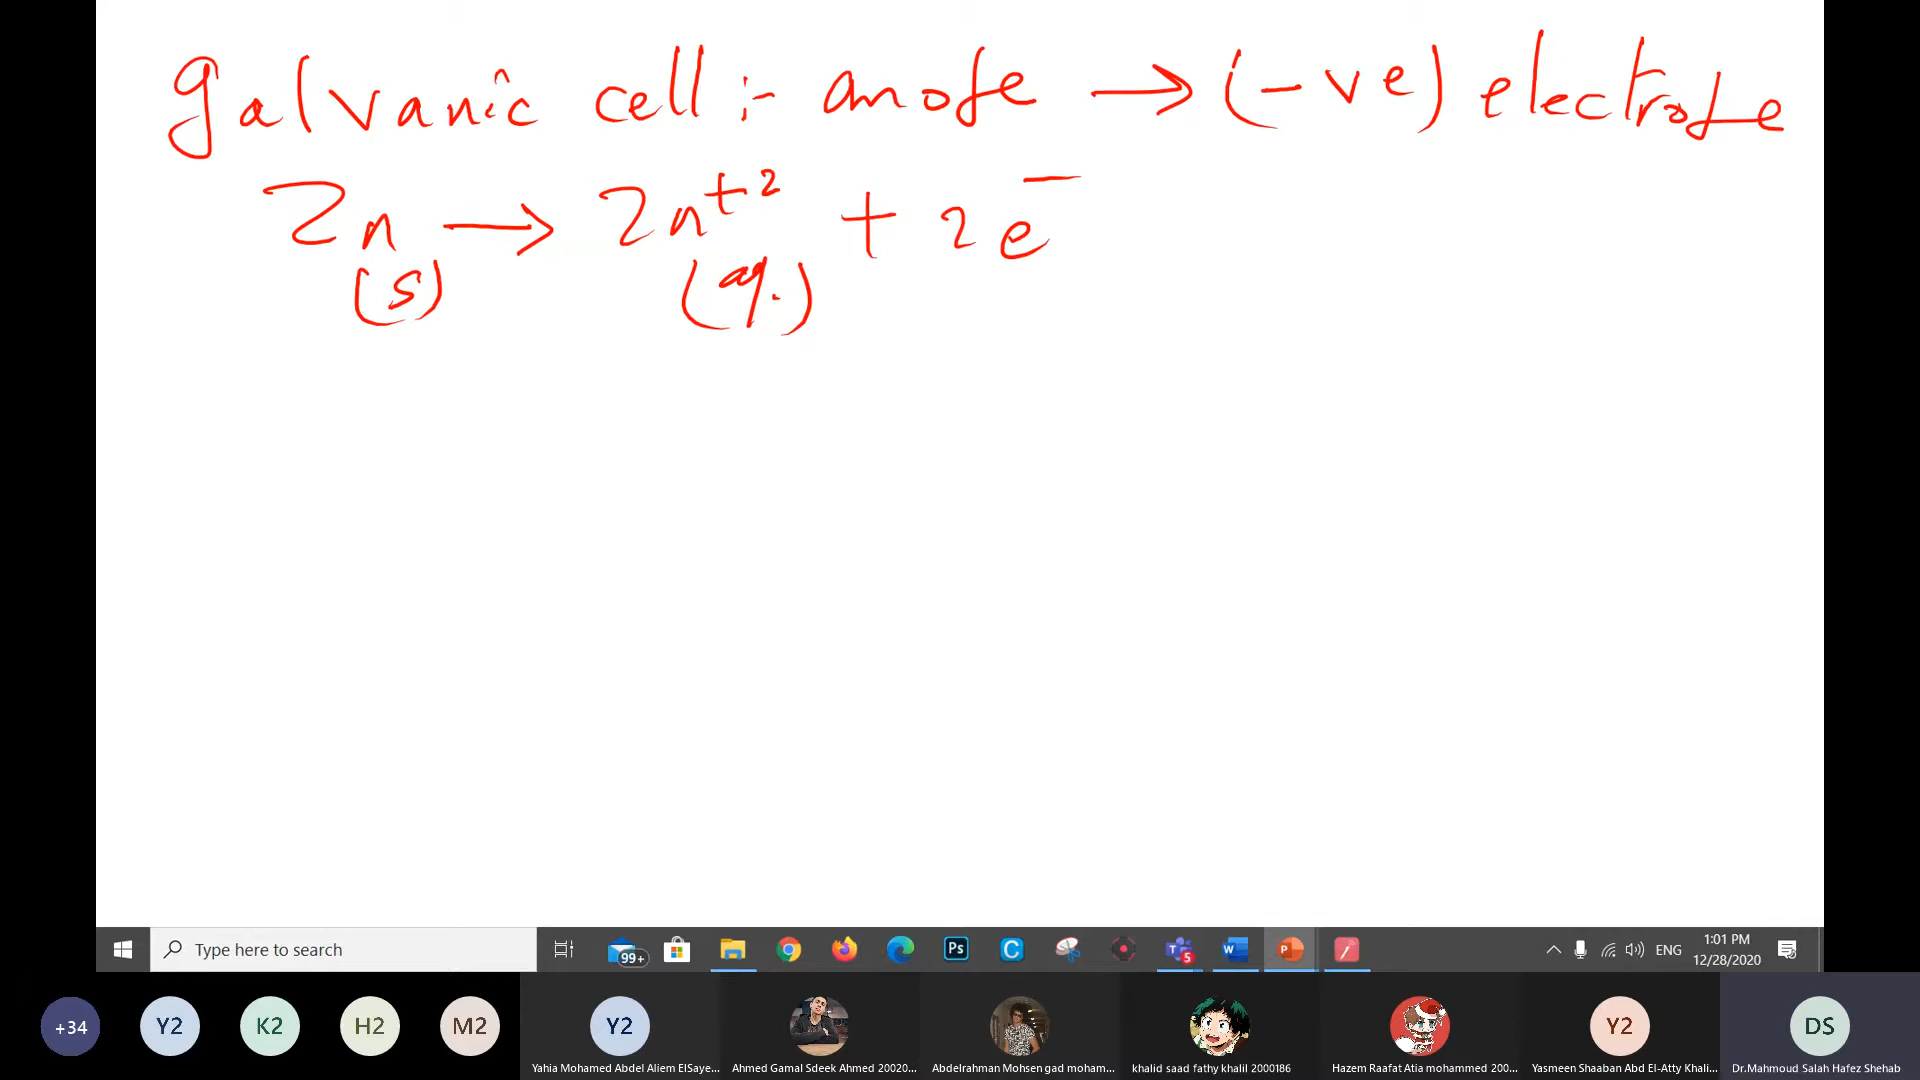 galvanic cell :- anode → (-ve) electrode
Zn → Zn+2 + 2e-
(s) (aq.)
Type here to search
99+
Ps
C
5
W
P
ENG
1:01 PM
12/28/2020
+34
Y2
K2
H2
M2
Y2
Y2
DS
Yahia Mohamed Abdel Aliem ElSaye...
Ahmed Gamal Sdeek Ahmed 20020...
Abdelrahman Mohsen gad moham...
khalid saad fathy khalil 2000186
Hazem Raafat Atia mohammed 200...
Yasmeen Shaaban Abd El-Atty Khali...
Dr.Mahmoud Salah Hafez Shehab